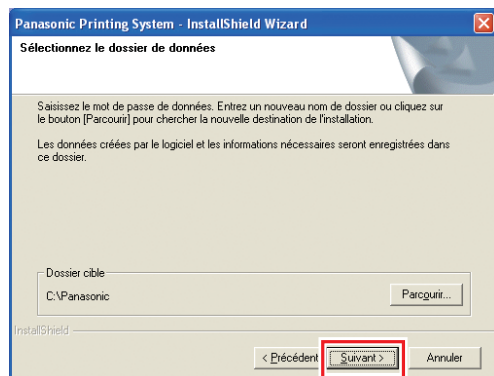 Panasonic Printing System - InstallShield Wizard
Sélectionnez le dossier de données
Saisissez le mot de passe de données. Entrez un nouveau nom de dossier ou cliquez sur
le bouton [Parcourir] pour chercher la nouvelle destination de l'installation.
Les données créées par le logiciel et les informations nécessaires seront enregistrées dans
ce dossier.
Dossier cible
C:\Panasonic
Parcourir...
InstallShield
< Précédent
Suivant >
Annuler